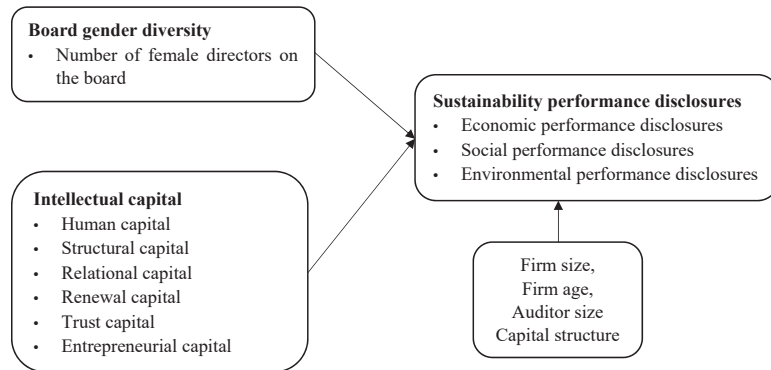 Board gender diversity
• Number of female directors on
the board
Sustainability performance disclosures
• Economic performance disclosures
• Social performance disclosures
• Environmental performance disclosures
Intellectual capital
• Human capital
• Structural capital
• Relational capital
• Renewal capital
• Trust capital
• Entrepreneurial capital
Firm size,
Firm age,
Auditor size
Capital structure